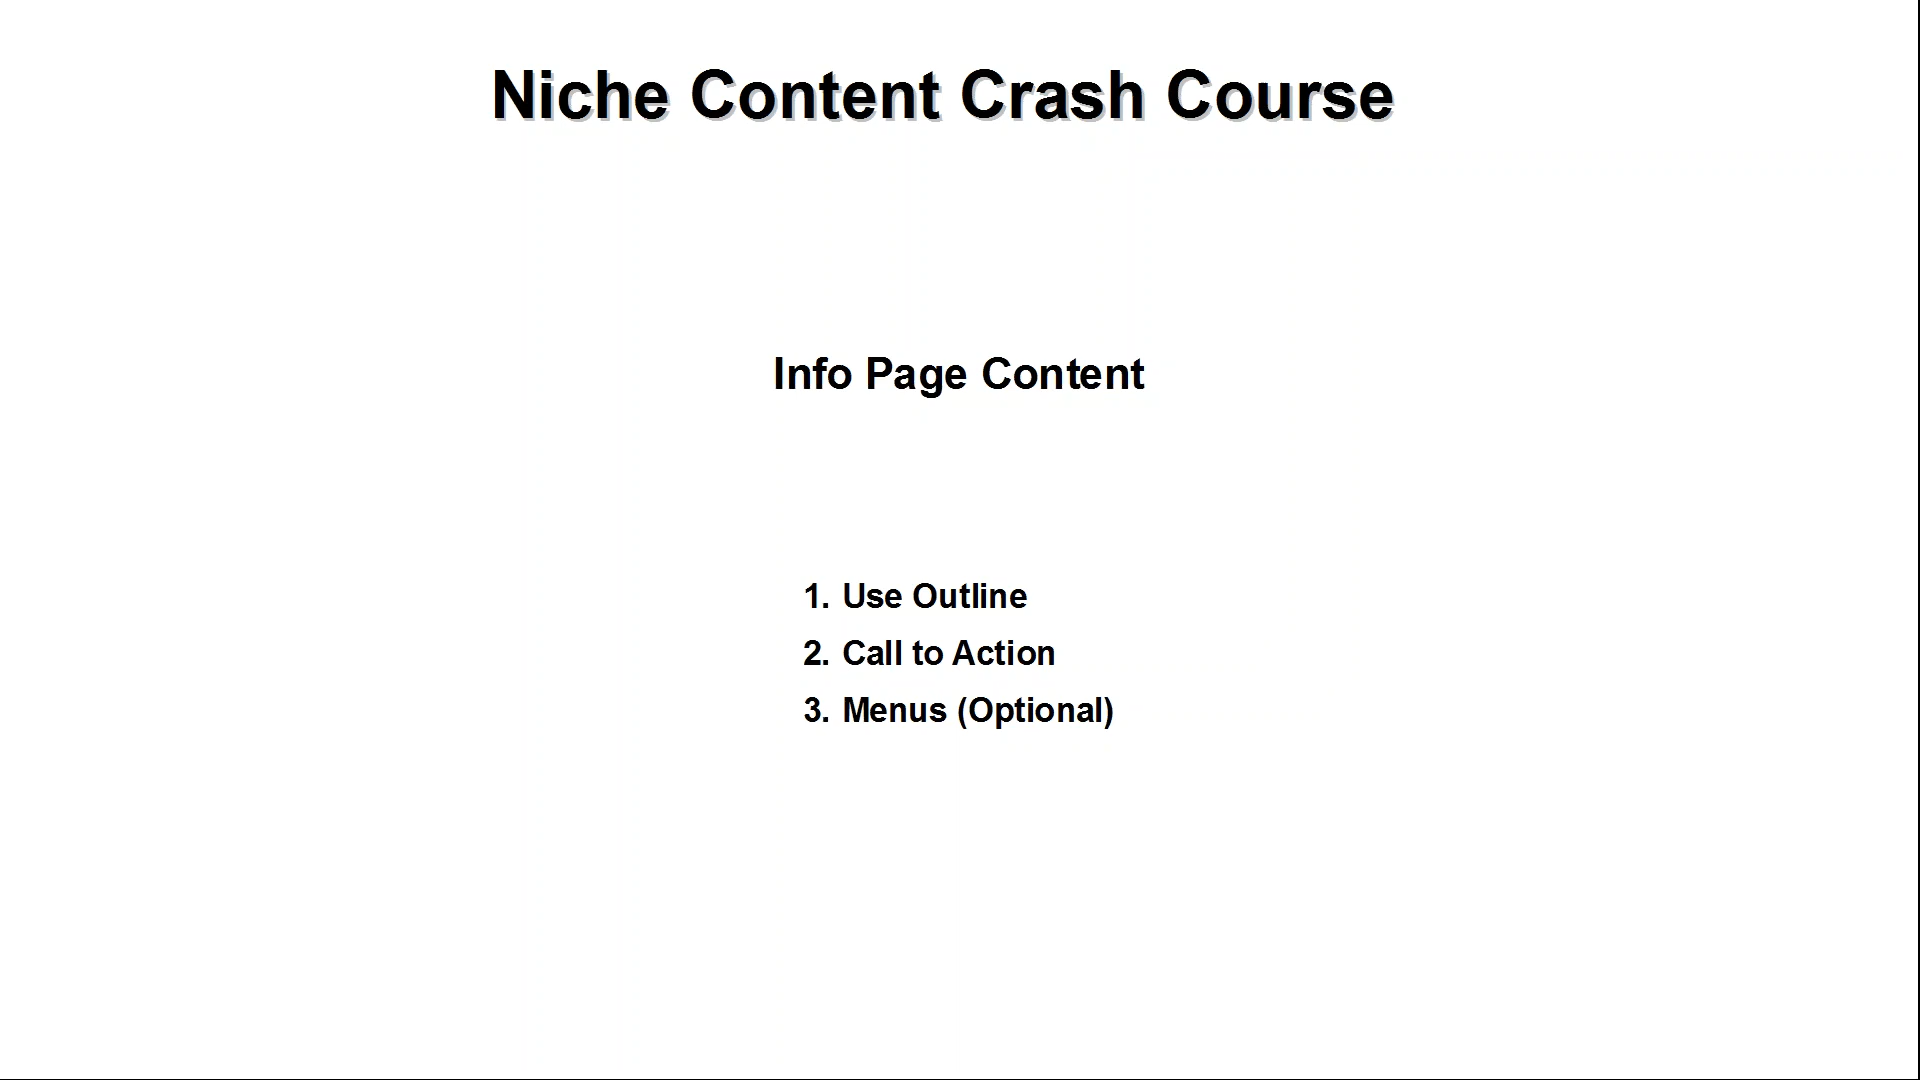 Niche Content Crash Course
Info Page Content
1. Use Outline
2. Call to Action
3. Menus (Optional)